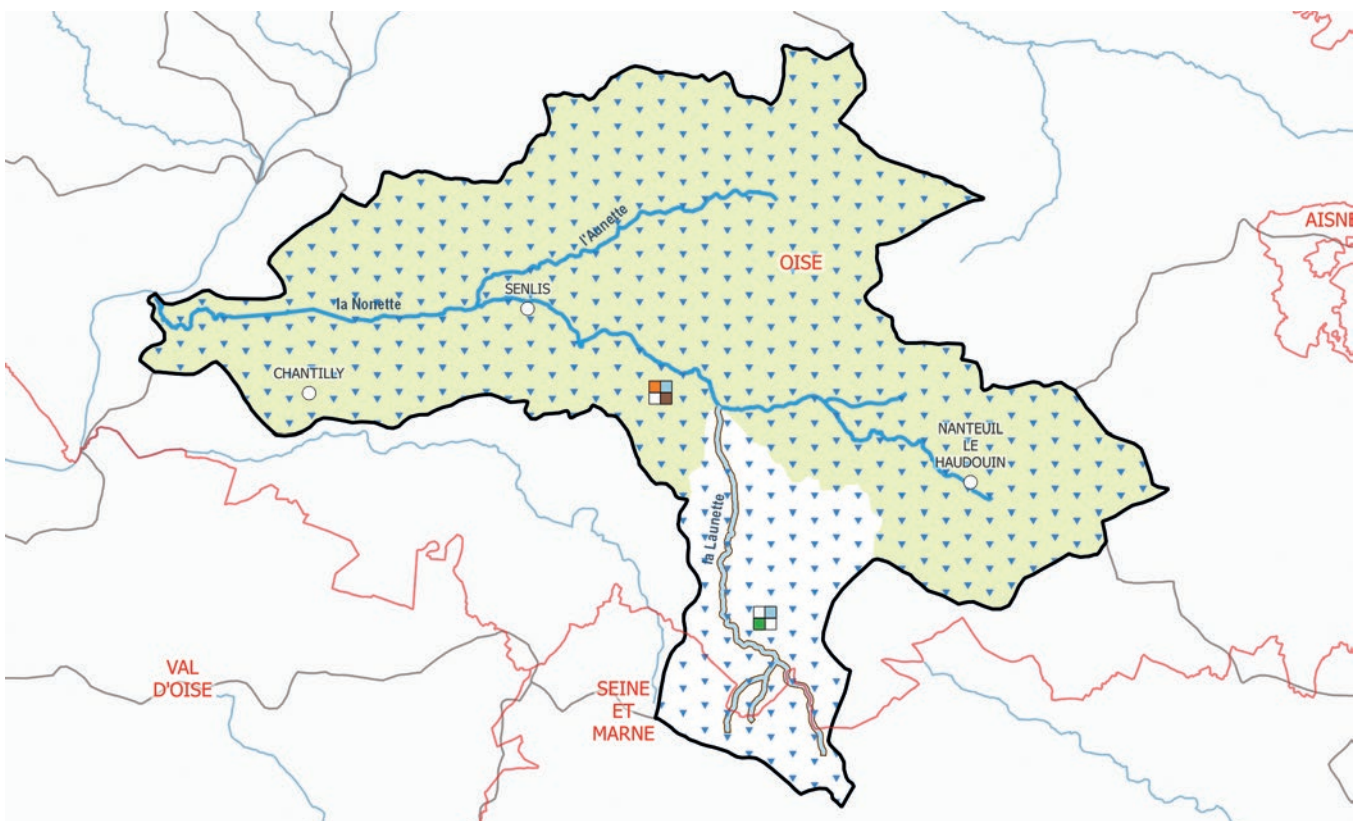 l'Aunette
AISNE
OISE
SENLIS
la Nonette
CHANTILLY
NANTEUIL
LE
HAUDOUIN
la Launette
VAL
D'OISE
SEINE
ET
MARNE